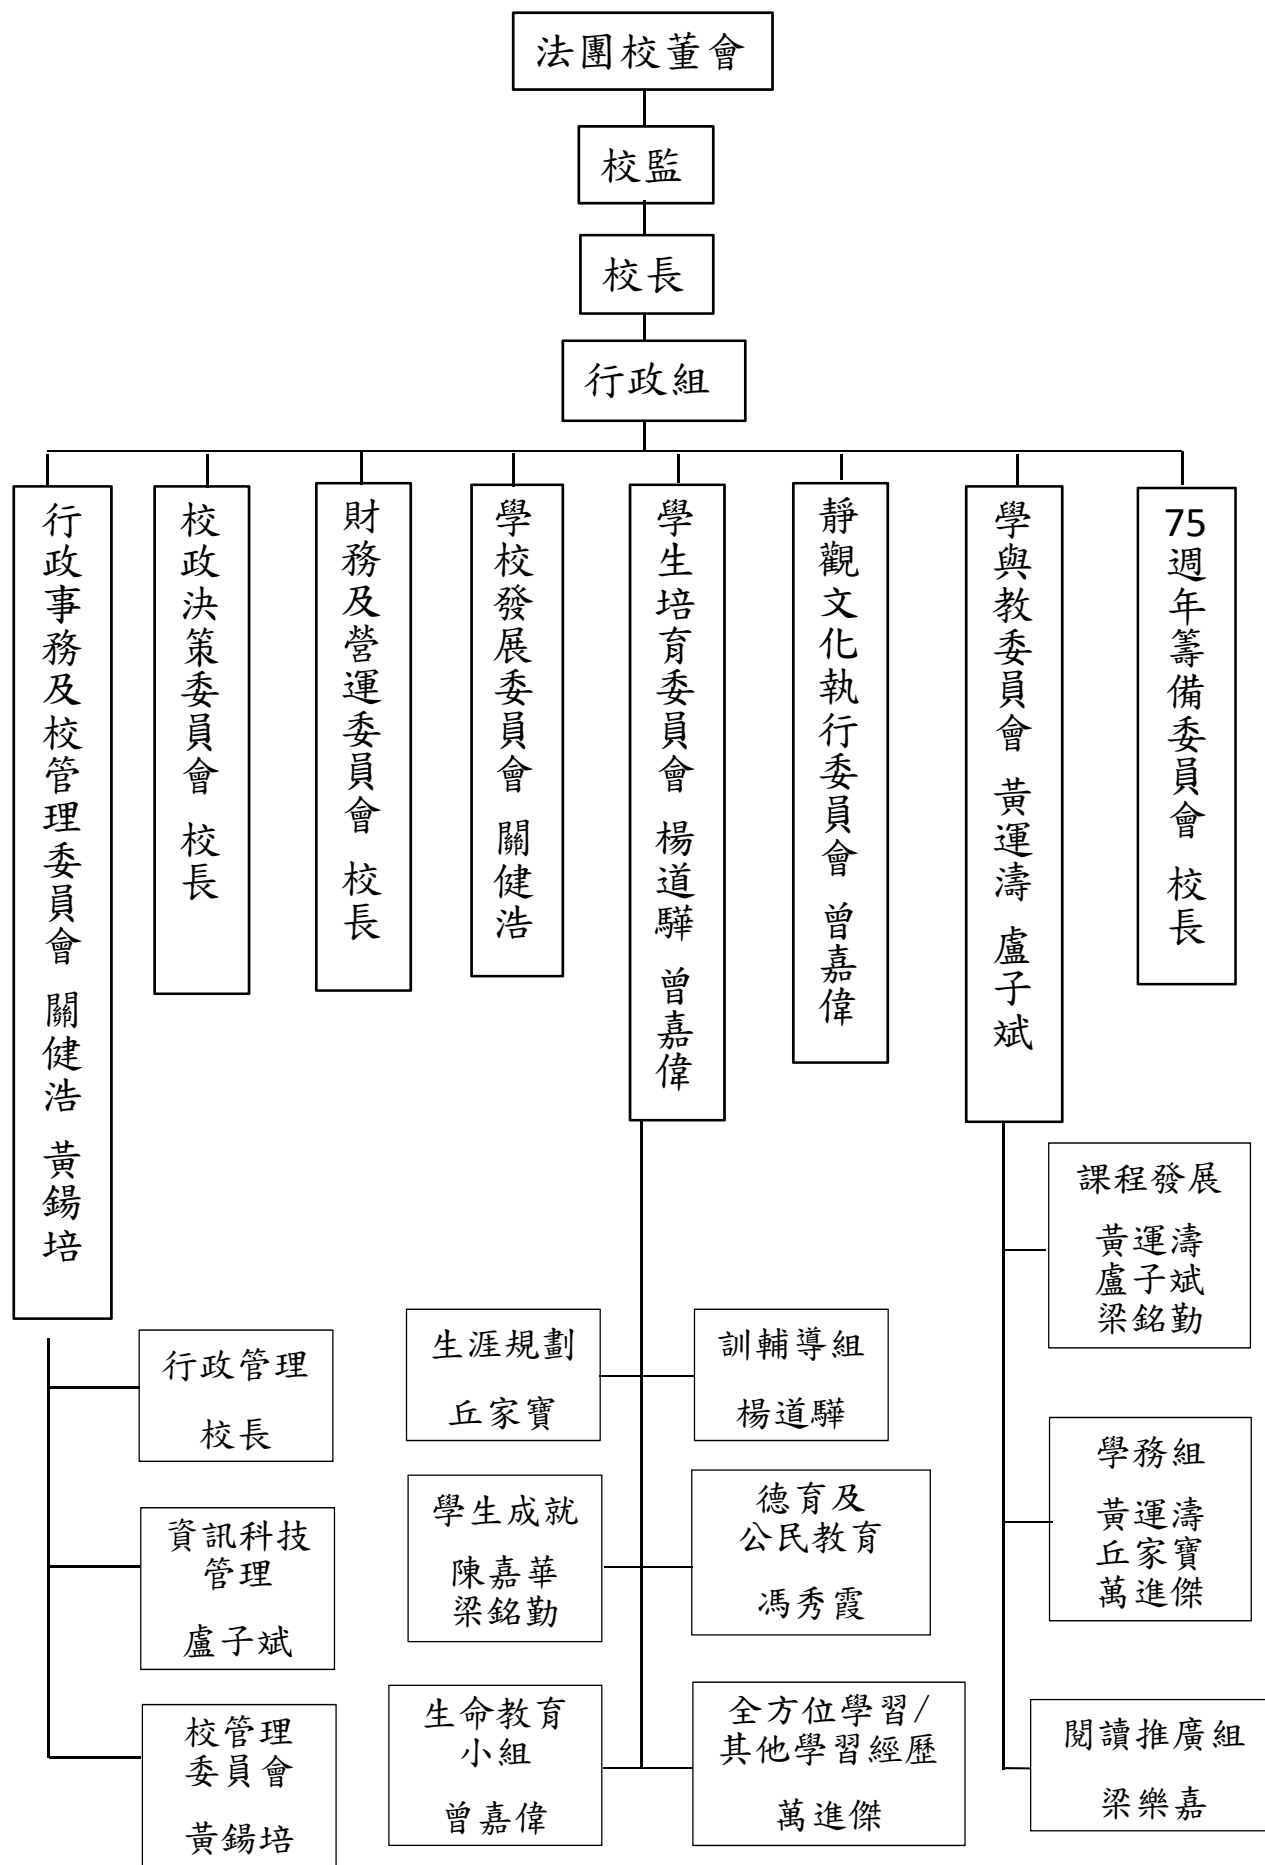 法團校董會
校監
校長
行政組
行政事務及校管理委員會 關健浩 黃錫培
校政決策委員會 校長
財務及營運委員會 校長
學校發展委員會 關健浩
學生培育委員會 楊道驊 曾嘉偉
靜觀文化執行委員會 曾嘉偉
學與教委員會 黃運濤 盧子斌
75週年籌備委員會 校長
行政管理
校長
資訊科技
管理
盧子斌
校管理
委員會
黃錫培
生涯規劃
丘家寶
訓輔導組
楊道驊
學生成就
陳嘉華
梁銘勤
德育及
公民教育
馮秀霞
生命教育
小組
曾嘉偉
全方位學習/
其他學習經歷
萬進傑
課程發展
黃運濤
盧子斌
梁銘勤
學務組
黃運濤
丘家寶
萬進傑
閱讀推廣組
梁樂嘉